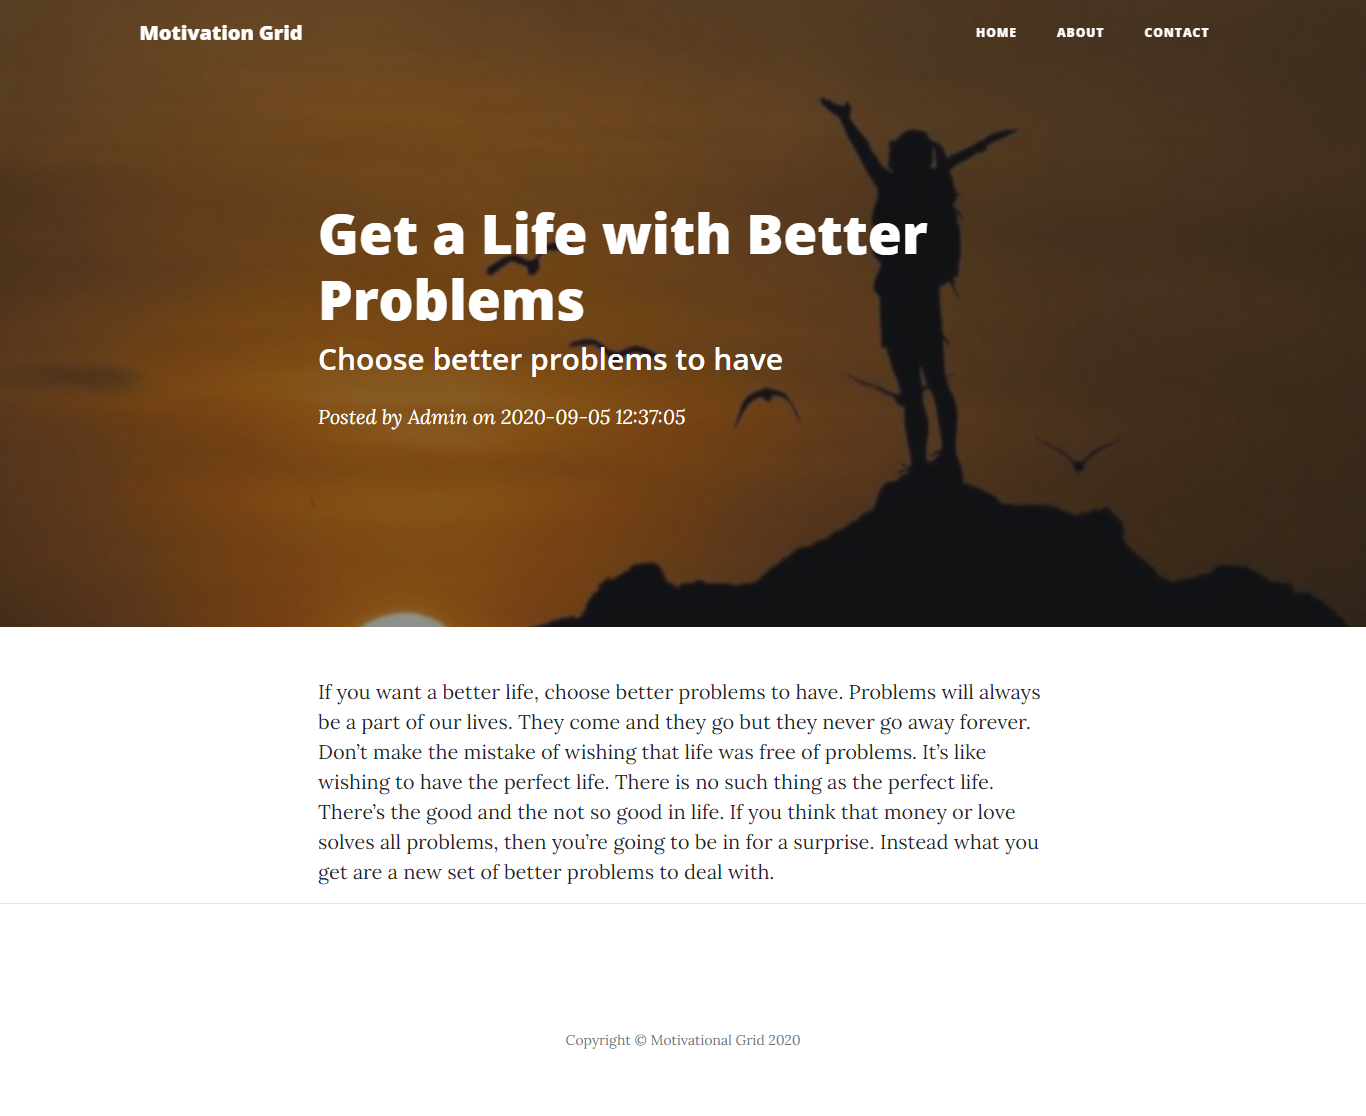 Motivation Grid
HOME
ABOUT
CONTACT
Get a Life with Better
Problems
Choose better problems to have
Posted by Admin on 2020-09-05 12:37:05
If you want a better life, choose better problems to have. Problems will always
be a part of our lives. They come and they go but they never go away forever.
Don’t make the mistake of wishing that life was free of problems. It’s like
wishing to have the perfect life. There is no such thing as the perfect life.
There’s the good and the not so good in life. If you think that money or love
solves all problems, then you’re going to be in for a surprise. Instead what you
get are a new set of better problems to deal with.
Copyright © Motivational Grid 2020